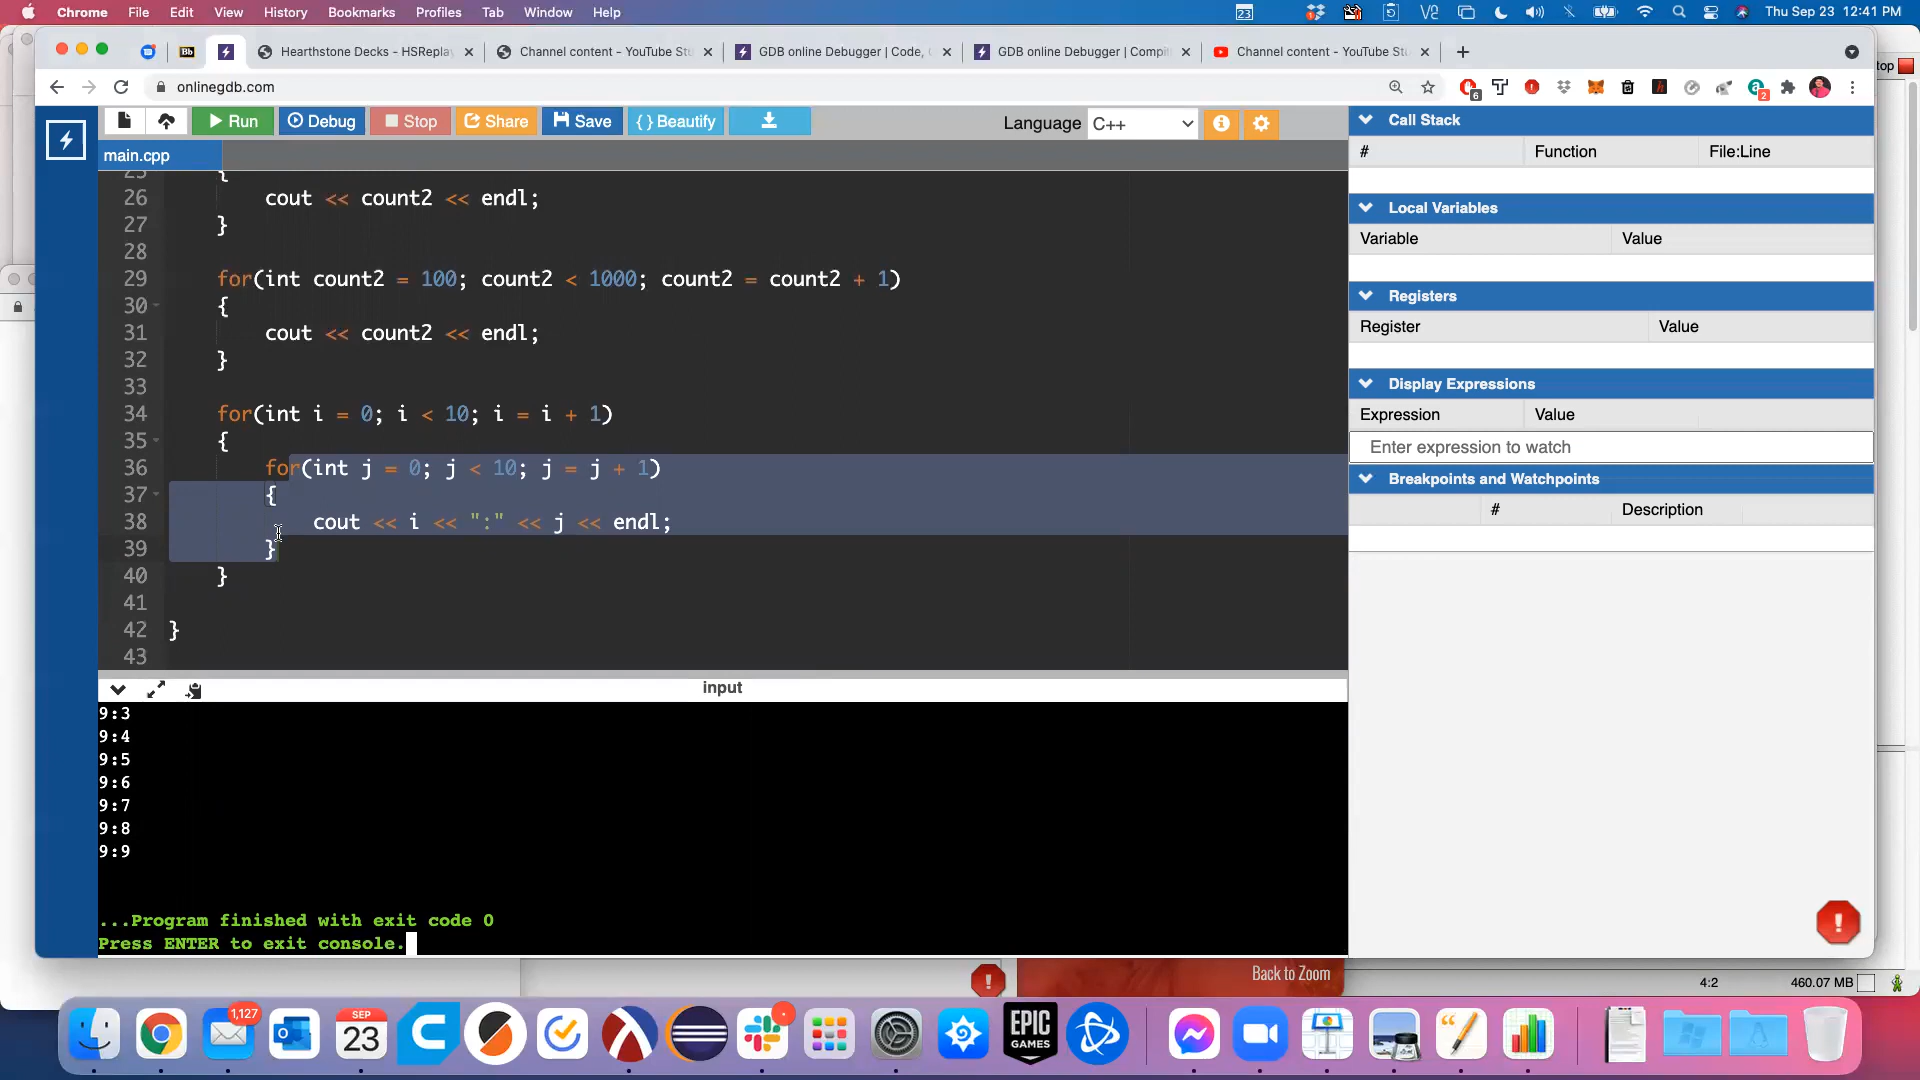 Chrome File Edit View History Bookmarks Profiles Tab Window Help
23
Thu Sep 23 12:41 PM
Bb
Hearthstone Decks - HSRepla
Channel content - YouTube St
GDB online Debugger | Code,
GDB online Debugger | Compil
Channel content - YouTube St
top
onlinegdb.com
6
2
Run
Debug
Stop
Share
Save
{ } Beautify
Language C++
main.cpp
25 {
26 cout << count2 << endl;
27 }
28
29 for(int count2 = 100; count2 < 1000; count2 = count2 + 1)
30 {
31 cout << count2 << endl;
32 }
33
34 for(int i = 0; i < 10; i = i + 1)
35 {
36 for(int j = 0; j < 10; j = j + 1)
37 {
38 cout << i << ":" << j << endl;
39 }
40 }
41
42 }
43
input
9:3
9:4
9:5
9:6
9:7
9:8
9:9
...Program finished with exit code 0
Press ENTER to exit console.
Call Stack
# Function File:Line
Local Variables
Variable Value
Registers
Register Value
Display Expressions
Expression Value
Enter expression to watch
Breakpoints and Watchpoints
# Description
Back to Zoom
4:2
460.07 MB
1,127
SEP
23
EPIC
GAMES